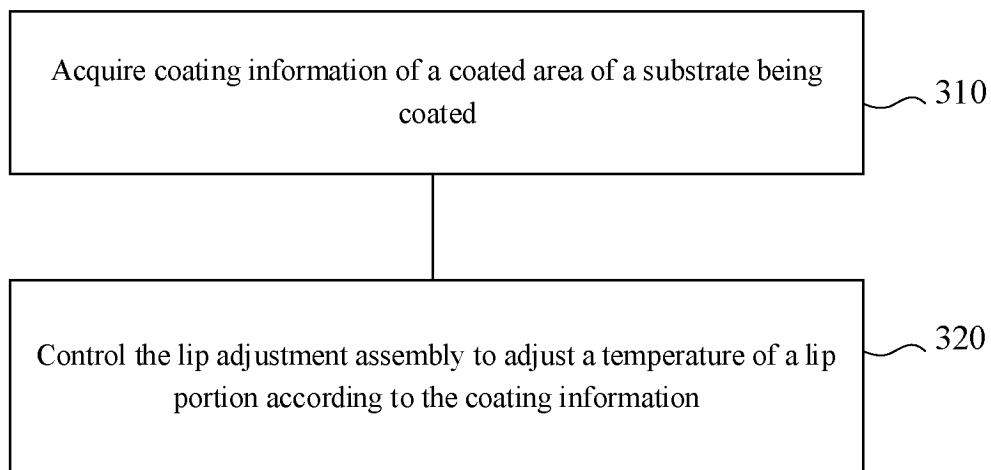 Acquire coating information of a coated area of a substrate being
coated
310
Control the lip adjustment assembly to adjust a temperature of a lip
portion according to the coating information
320